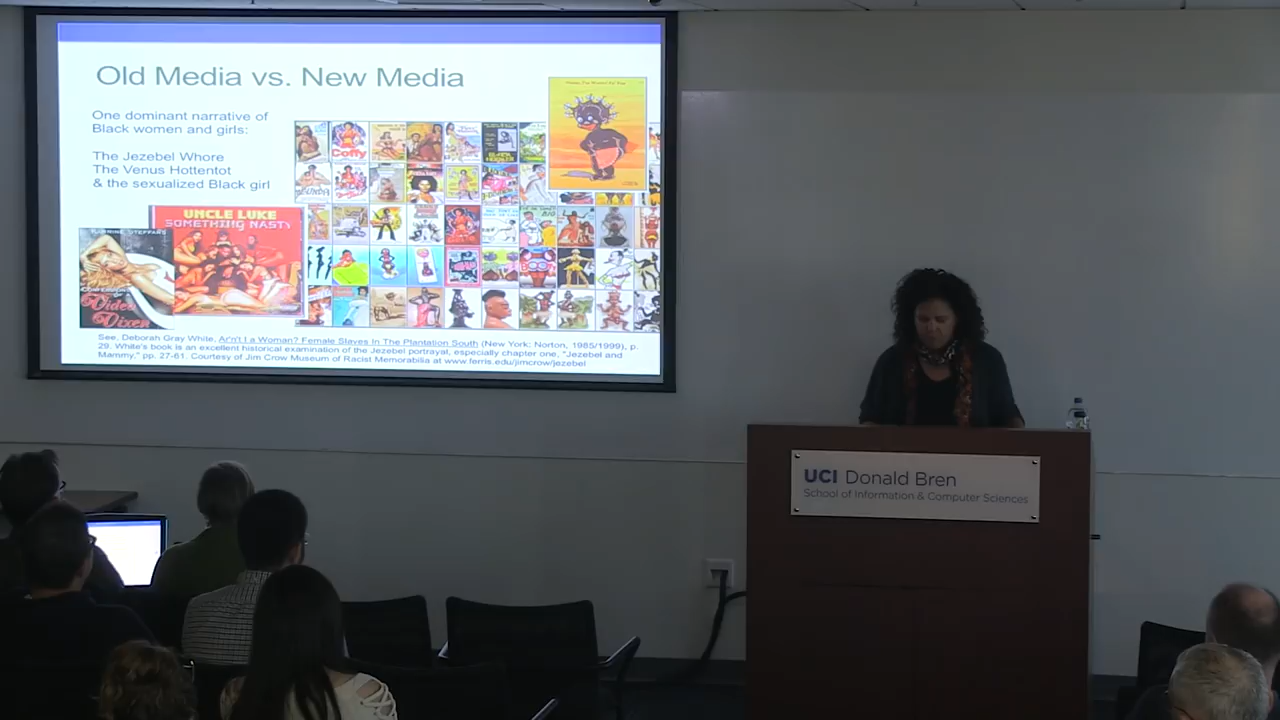 Old Media vs. New Media
One dominant narrative of
Black women and girls:
The Jezebel Whore
The Venus Hottentot
& the sexualized Black girl
Coffy
UNCLE LUKE
SOMETHING NASTY
Video
Vixen
See, Deborah Gray White, Ar'n't I a Woman? Female Slaves In The Plantation South (New York: Norton, 1985/1999), p.
29. White's book is an excellent historical examination of the Jezebel portrayal, especially chapter one, "Jezebel and
Mammy," pp. 27-61. Courtesy of Jim Crow Museum of Racist Memorabilia at www.ferris.edu/jimcrow/jezebel
UCI Donald Bren
School of Information & Computer Sciences